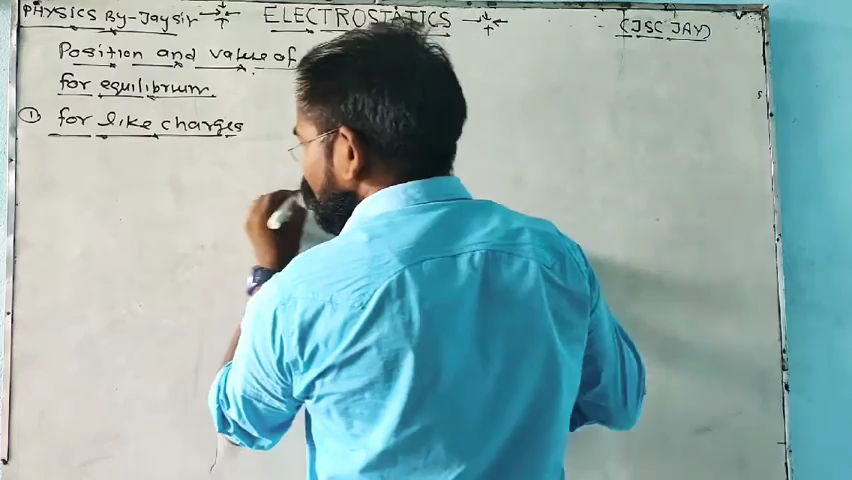 PHYSICS By-Jaysir ELECTROSTATICS (JSC JAY)
Position and value of
for equilibrium.
① for like charges